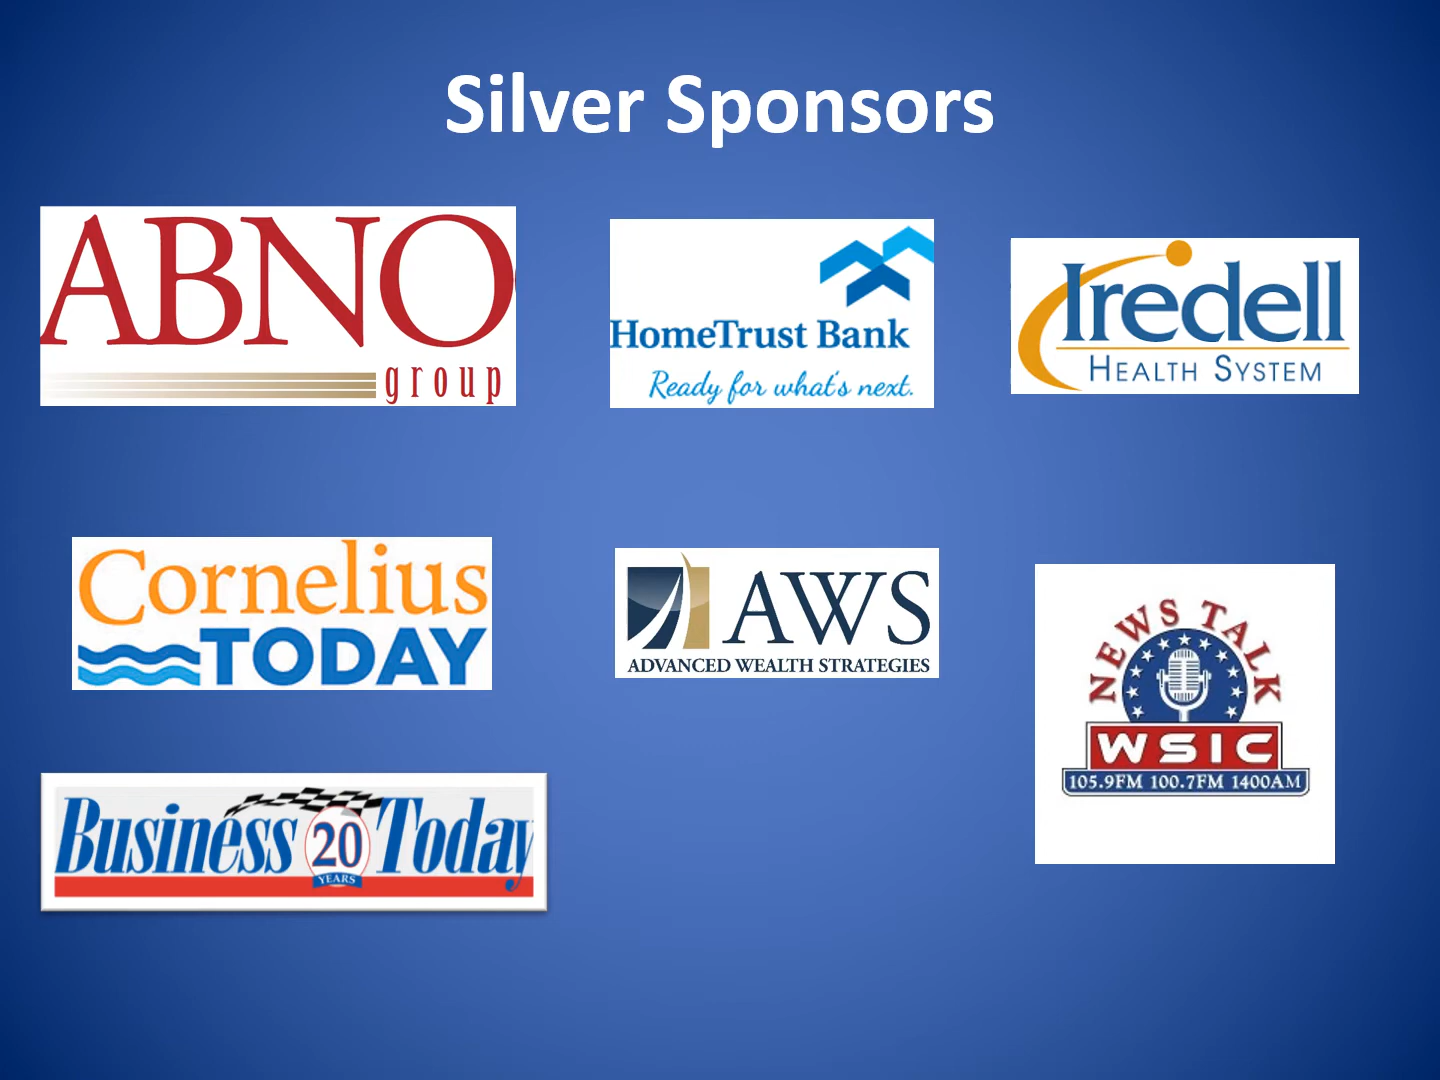 Silver Sponsors
ABNO
group
HomeTrust Bank
Ready for what's next.
Iredell
HEALTH SYSTEM
Cornelius
TODAY
AWS
ADVANCED WEALTH STRATEGIES
NEWS TALK
WSIC
105.9FM 100.7FM 1400AM
Business 20 Today
YEARS